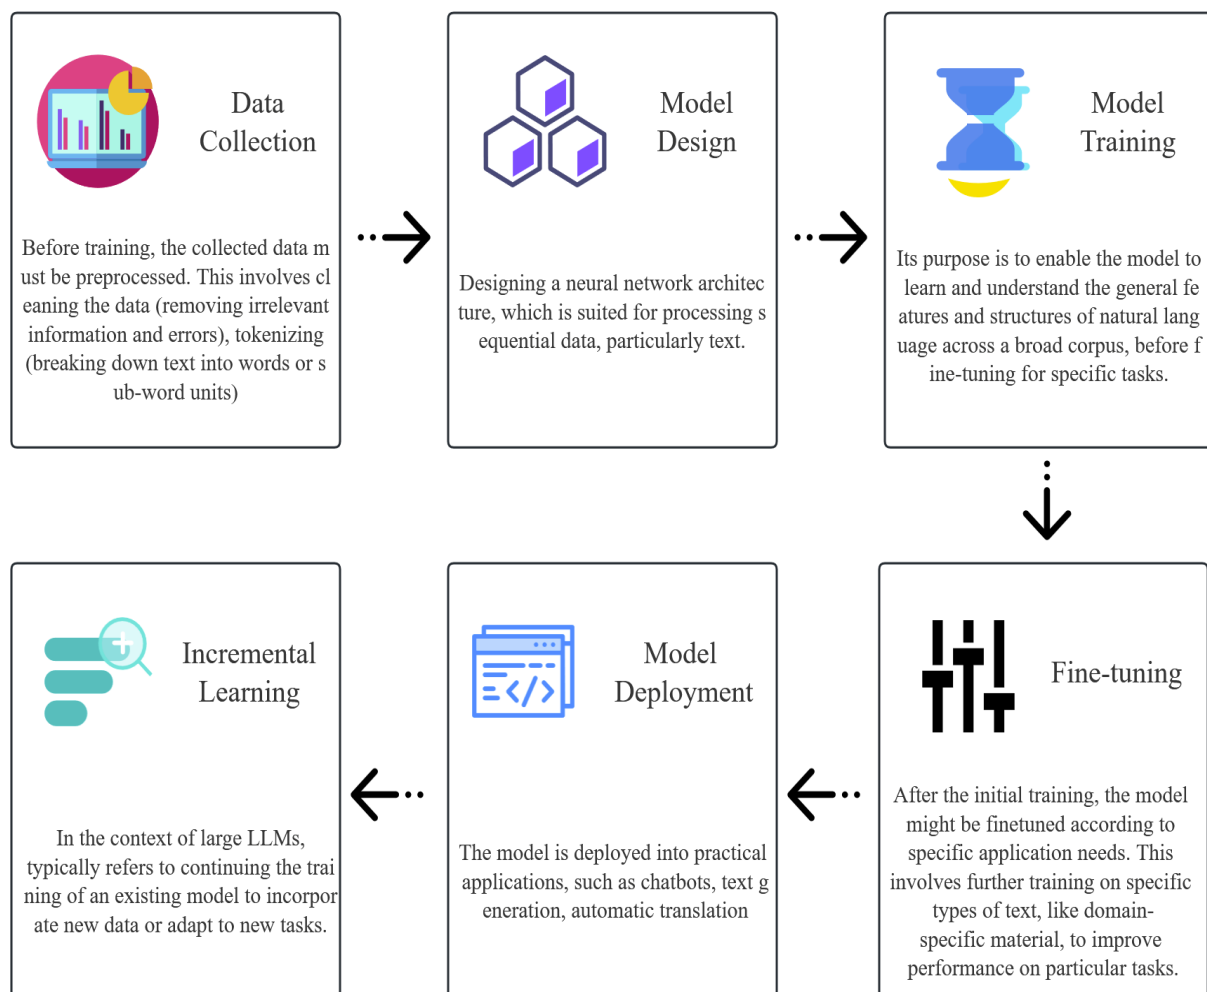 Data
Collection
Before training, the collected data m
ust be preprocessed. This involves cl
eaning the data (removing irrelevant
information and errors), tokenizing
(breaking down text into words or s
ub-word units)
Model
Design
Designing a neural network architec
ture, which is suited for processing s
equential data, particularly text.
Model
Training
Its purpose is to enable the model to
learn and understand the general fe
atures and structures of natural lang
uage across a broad corpus, before f
ine-tuning for specific tasks.
Incremental
Learning
In the context of large LLMs,
typically refers to continuing the trai
ning of an existing model to incorpor
ate new data or adapt to new tasks.
Model
Deployment
The model is deployed into practical
applications, such as chatbots, text g
eneration, automatic translation
Fine-tuning
After the initial training, the model
might be finetuned according to
specific application needs. This
involves further training on specific
types of text, like domain-
specific material, to improve
performance on particular tasks.